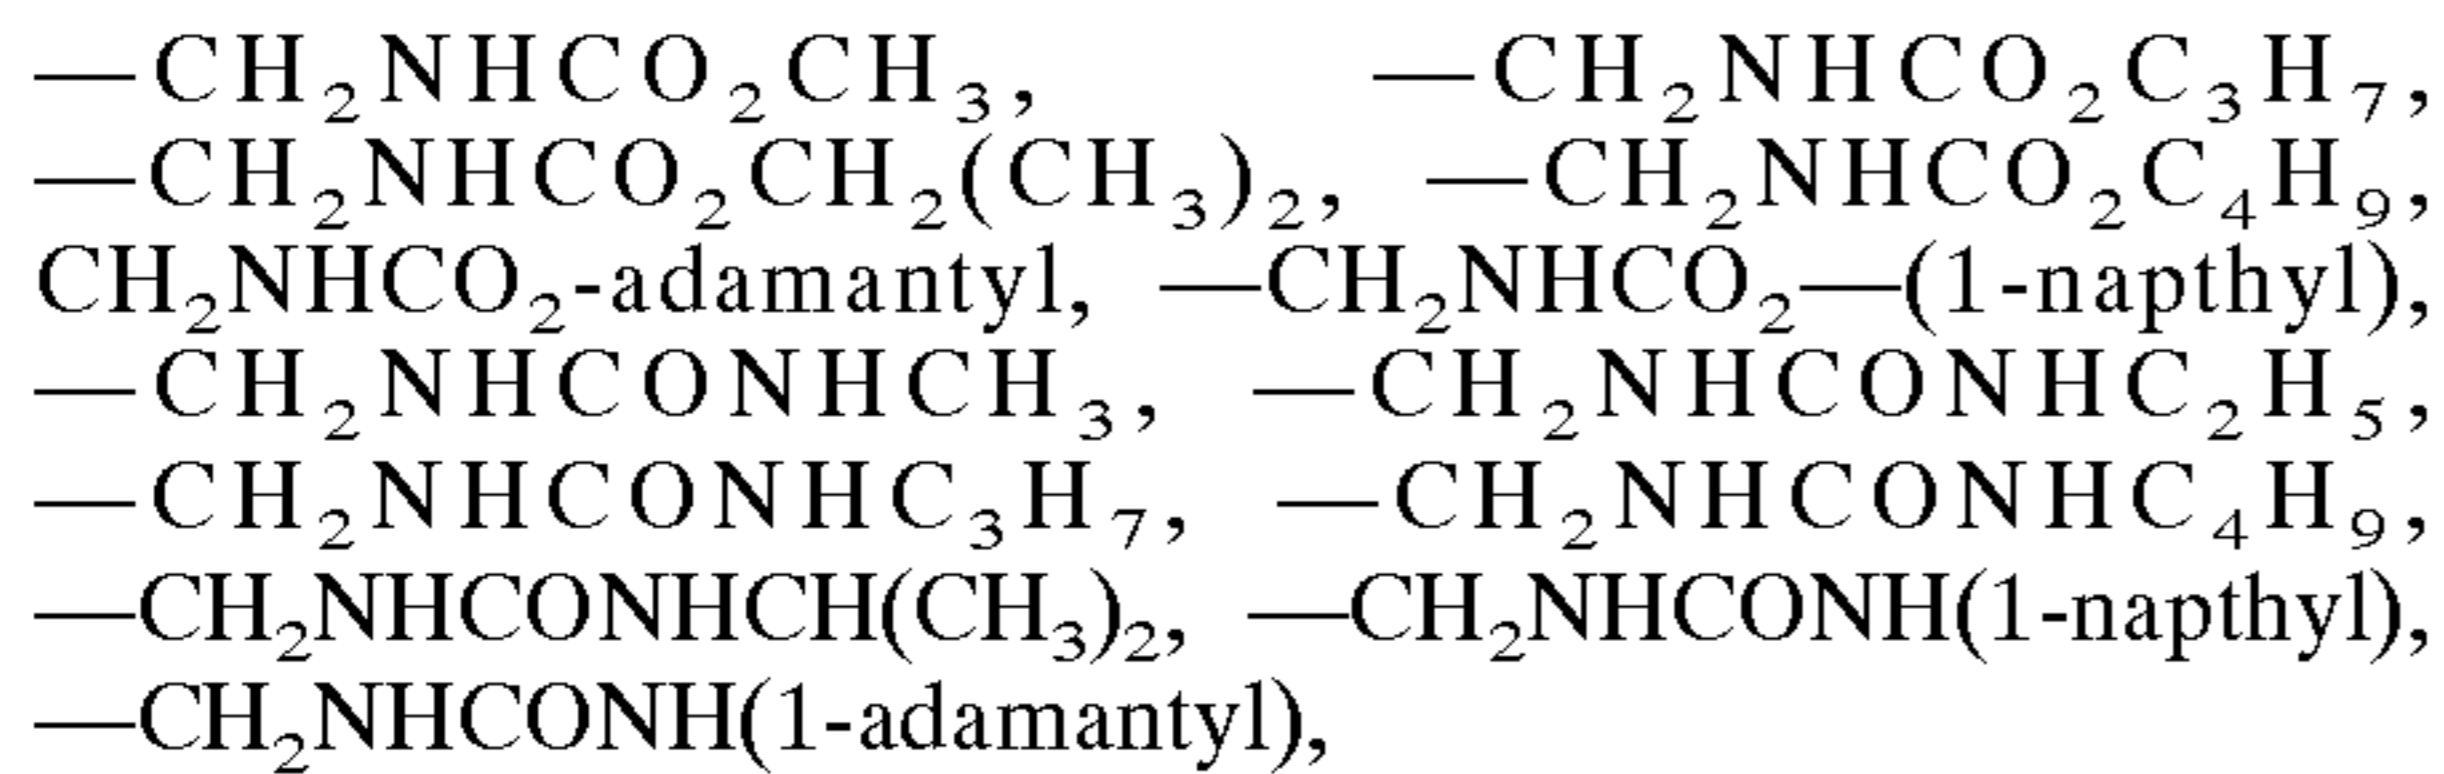 —CH₂NHCO₂CH₃, —CH₂NHCO₂C₃H₇,
—CH₂NHCO₂CH₂(CH₃)₂, —CH₂NHCO₂C₄H₉,
CH₂NHCO₂-adamantyl, —CH₂NHCO₂—(1-napthyl),
—CH₂NHCONHCH₃, —CH₂NHCONHC₂H₅,
—CH₂NHCONHC₃H₇, —CH₂NHCONHC₄H₉,
—CH₂NHCONHCH(CH₃)₂, —CH₂NHCONH(1-napthyl),
—CH₂NHCONH(1-adamantyl),